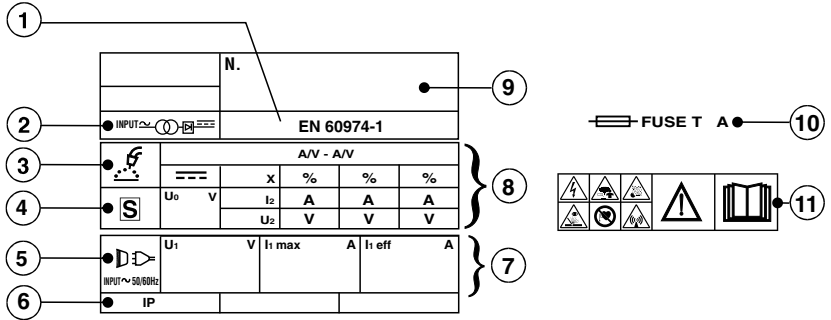 1
N.
9
2 INPUT EN 60974-1
FUSE T A 10
3 A/V - A/V
X % % %
8
4 S U0 V I2 A A A
U2 V V V
11
5 U1 V I1 max A I1 eff A
7
INPUT ~ 50/60Hz
6 IP